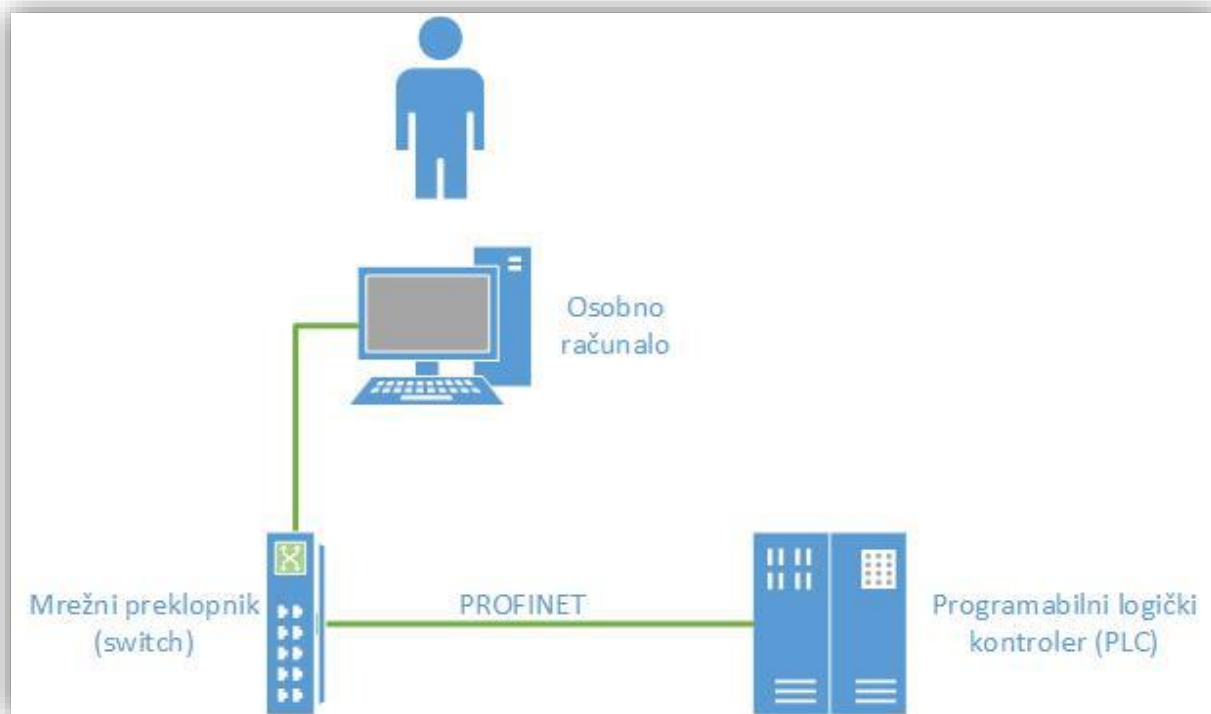 Osobno
računalo
Mrežni preklopnik
(switch)
PROFINET
Programabilni logički
kontroler (PLC)